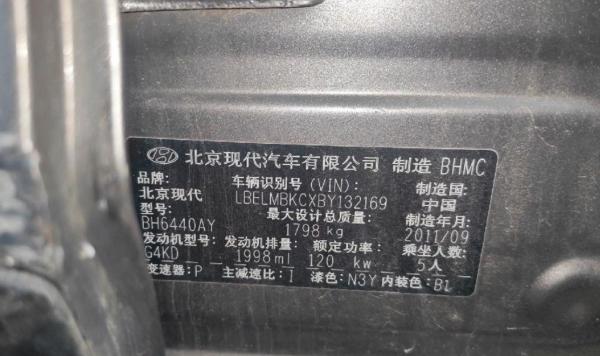 北京现代汽车有限公司 制造 BHMC
品牌: 车辆识别号(VIN): 制造国:
北京现代 LBELMBKCXBY132169 中国
型号: 最大设计总质量: 制造年月:
BH6440AY 1798 kg 2011/09
发动机型号: 发动机排量: 额定功率: 乘坐人数:
G4KD 1998ml 120 kw 5人
变速器: P 主减速比: I 漆色: N3Y 内装色: BL